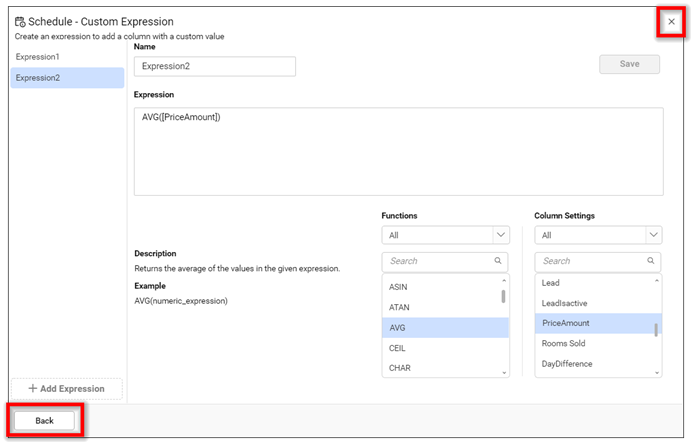 Schedule - Custom Expression
Create an expression to add a column with a custom value
Expression1
Expression2
+ Add Expression
Name
Expression2
Save
Expression
AVG([PriceAmount])
Description
Returns the average of the values in the given expression.
Example
AVG(numeric_expression)
Functions
All
Search
ASIN
ATAN
AVG
CEIL
CHAR
Column Settings
All
Search
Lead
LeadIsactive
PriceAmount
Rooms Sold
DayDifference
Back